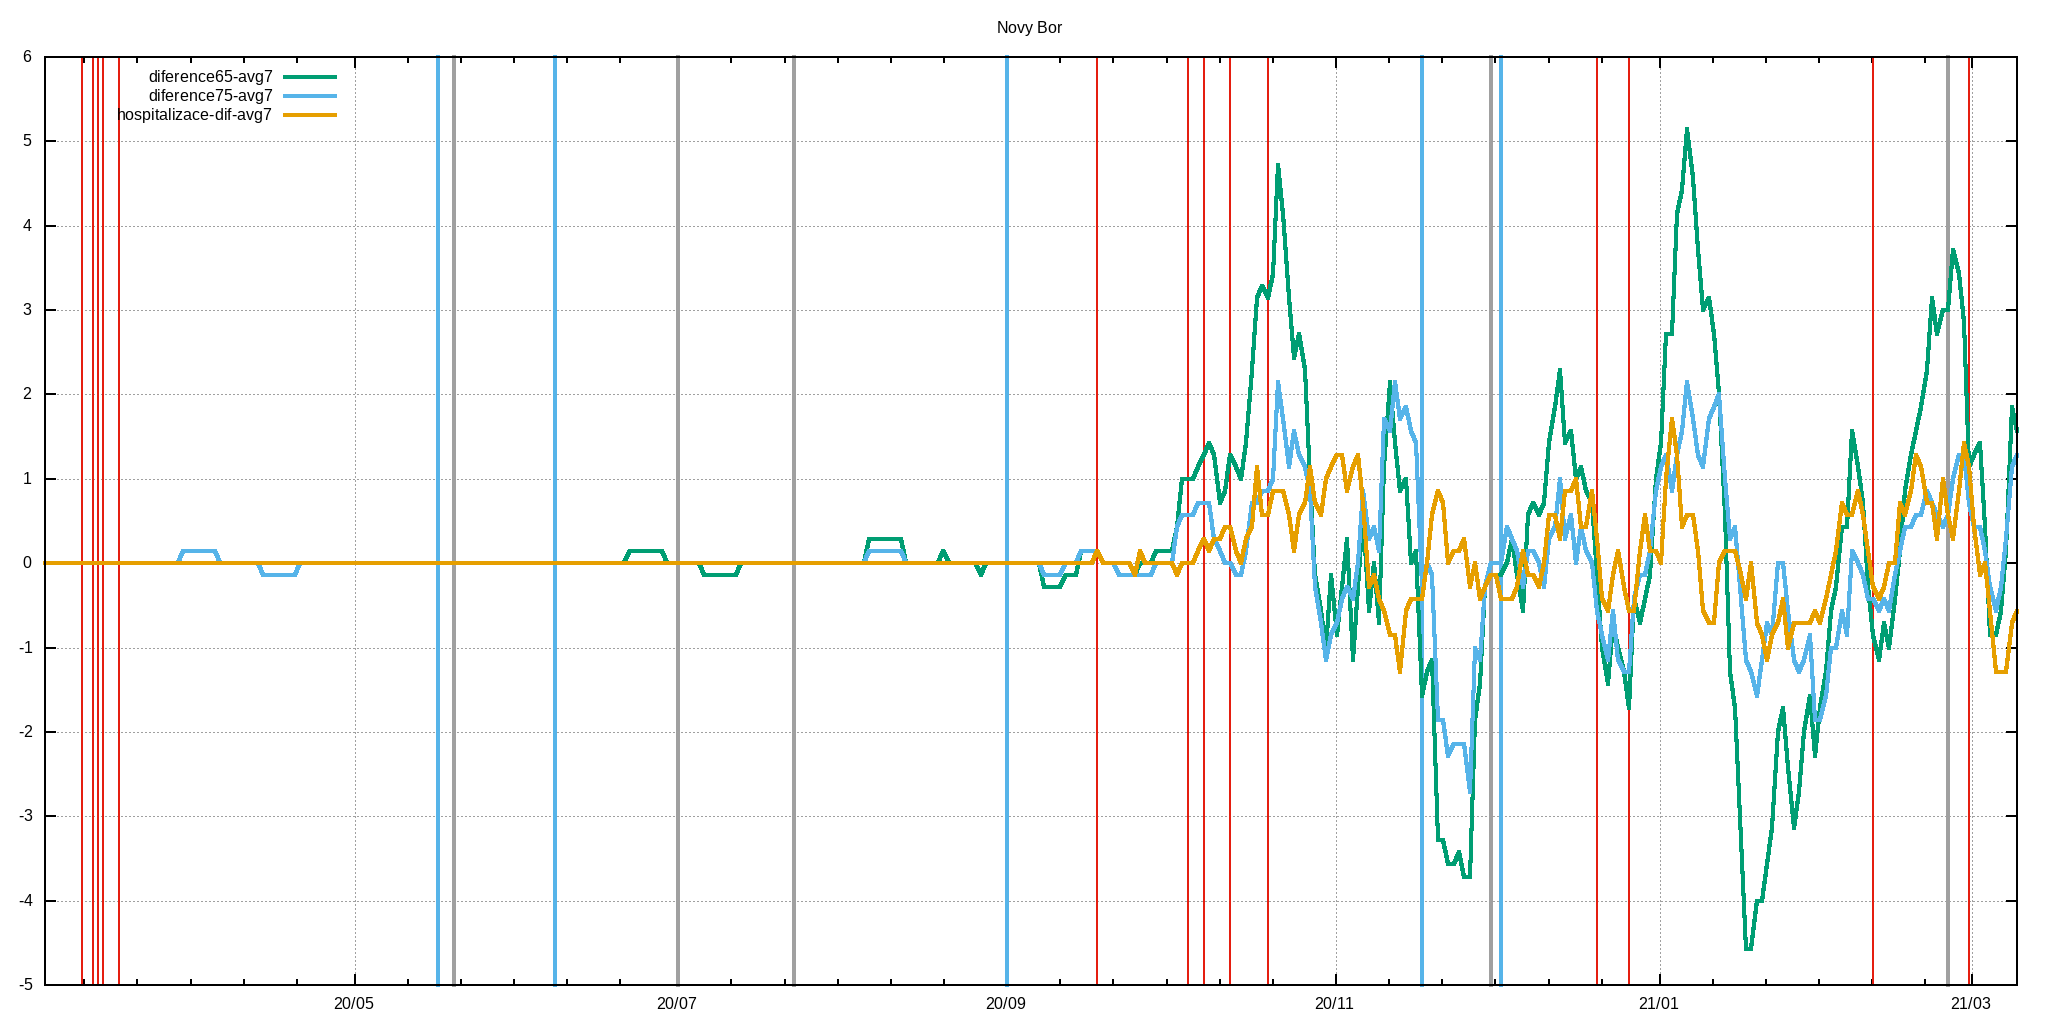 Novy Bor
6
diference65-avg7
diference75-avg7
hospitalizace-dif-avg7
5
4
3
2
1
0
-1
-2
-3
-4
-5
20/05 20/07 20/09 20/11 21/01 21/03